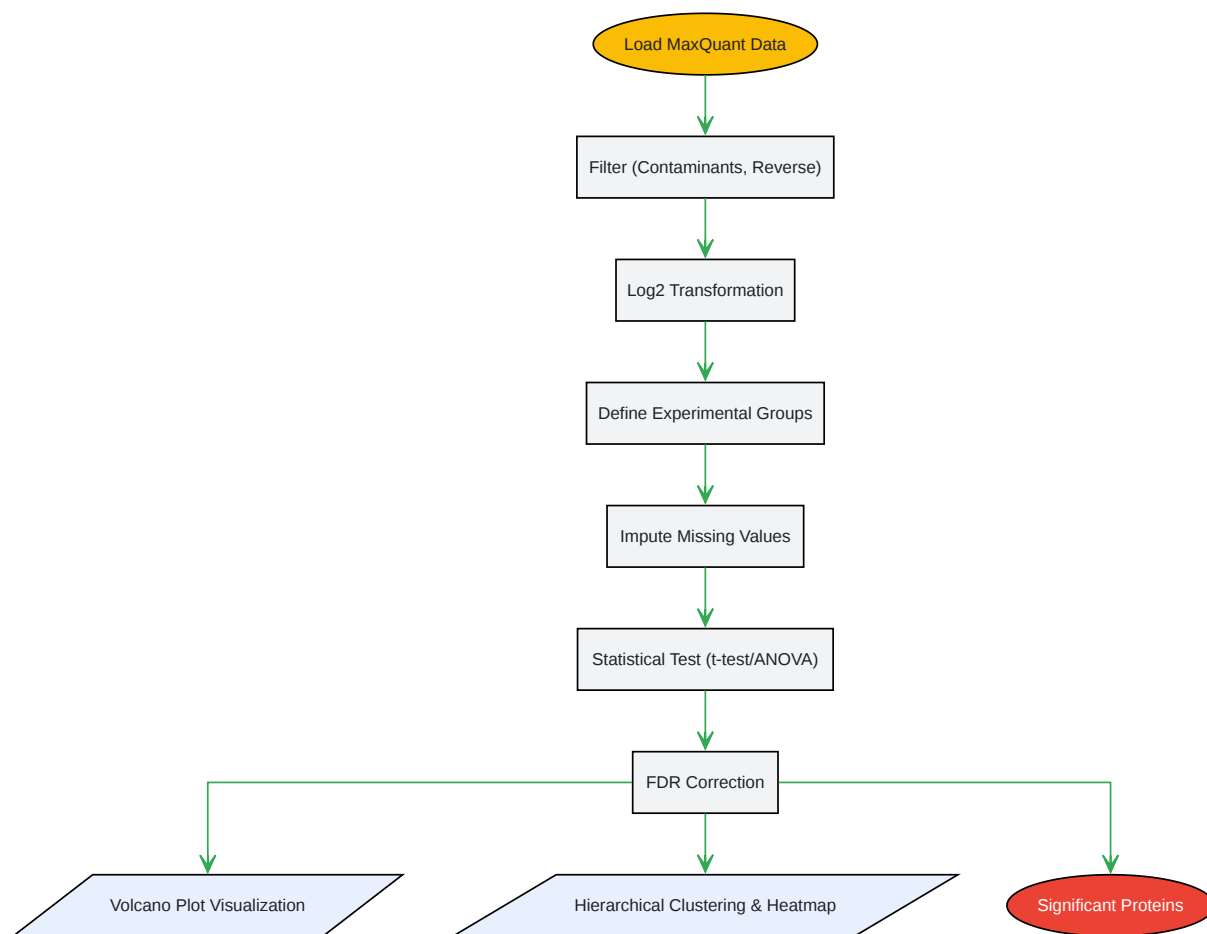 Load MaxQuant Data
Filter (Contaminants, Reverse)
Log2 Transformation
Define Experimental Groups
Impute Missing Values
Statistical Test (t-test/ANOVA)
FDR Correction
Volcano Plot Visualization
Hierarchical Clustering & Heatmap
Significant Proteins